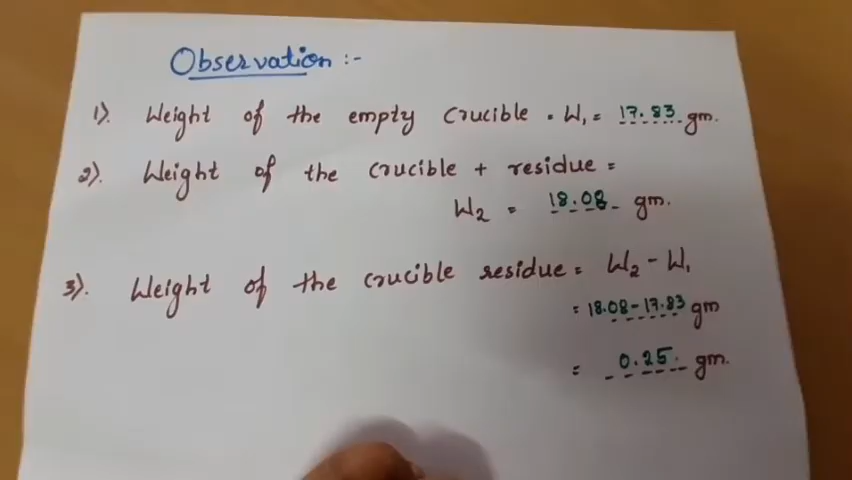 Observation :-
1). Weight of the empty crucible = W₁ = 17.83 gm.
2). Weight of the crucible + residue =
W₂ = 18.08 gm.
3). Weight of the crucible residue = W₂ - W₁
= 18.08-17.83 gm
= 0.25. gm.